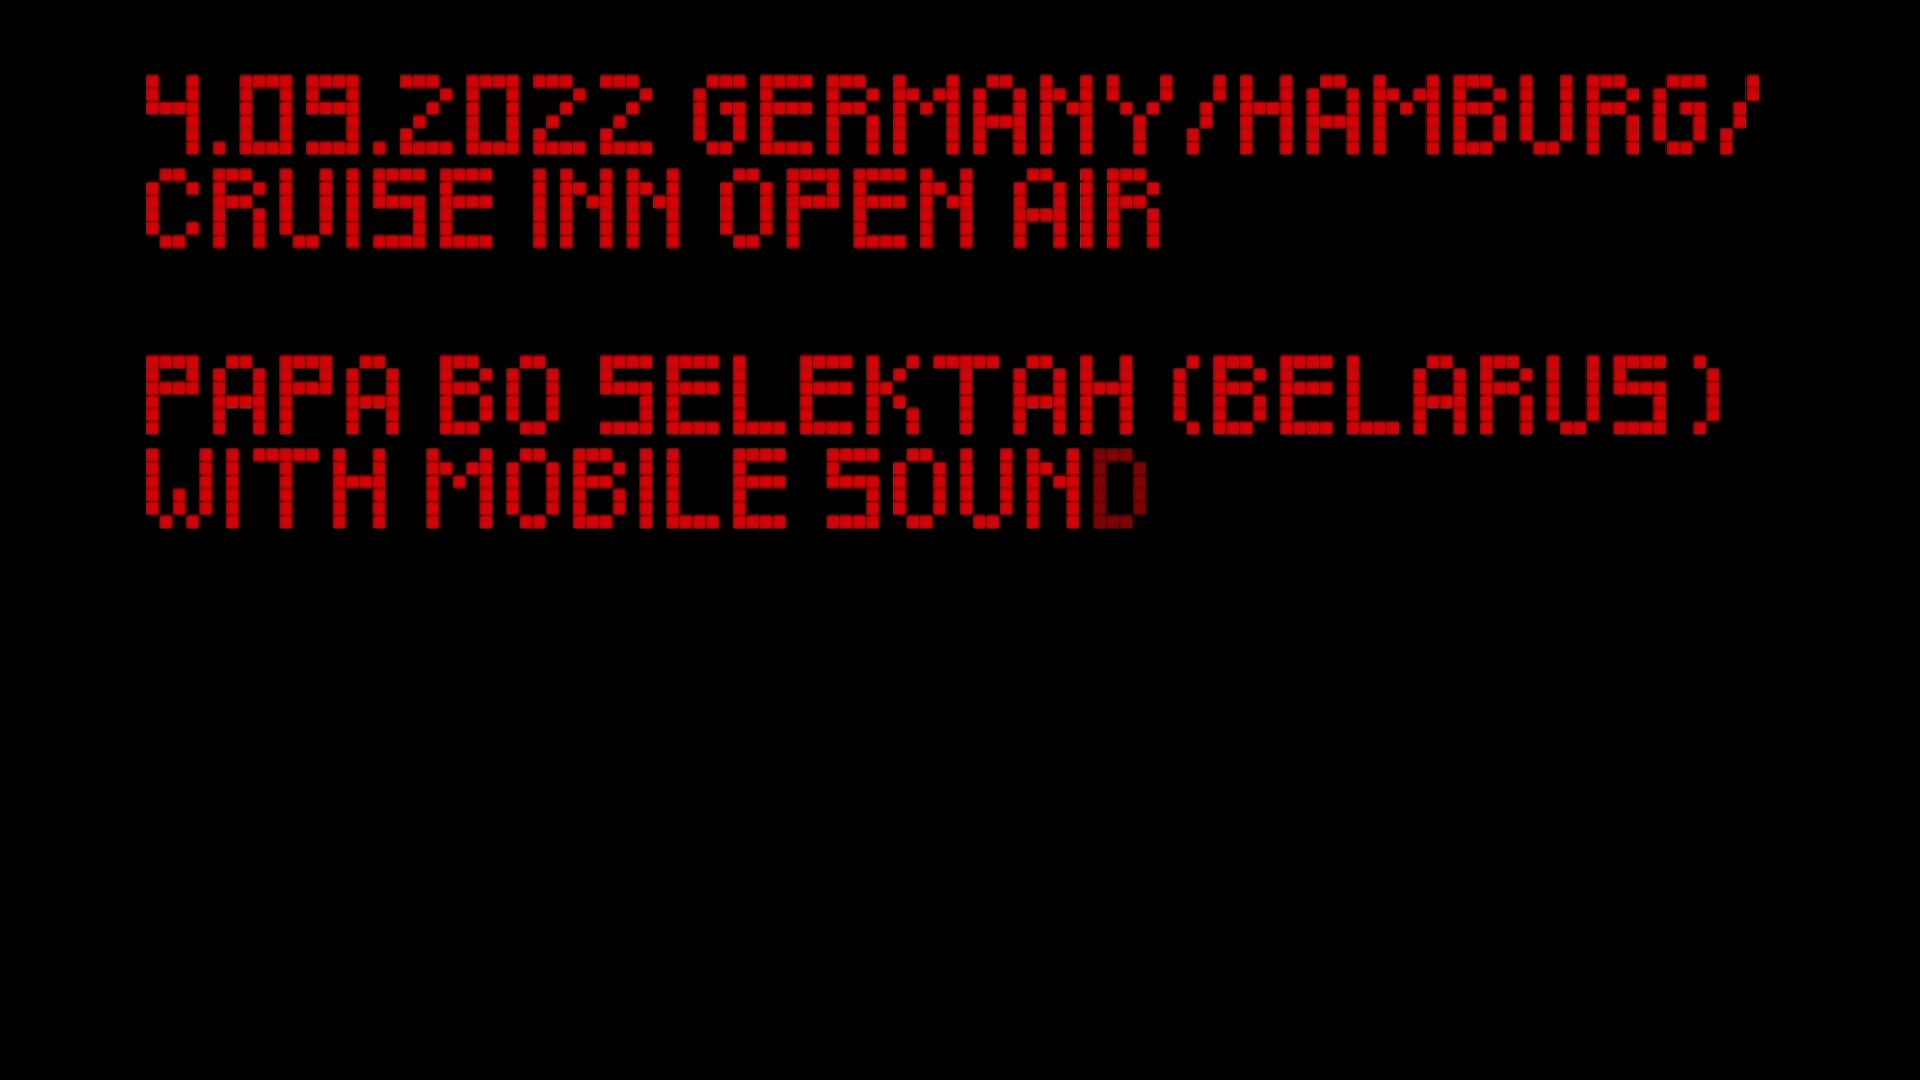 4.09.2022 GERMANY/HAMBURG/
CRUISE INN OPEN AIR
PAPA BO SELEKTAH (BELARUS)
WITH MOBILE SOUND